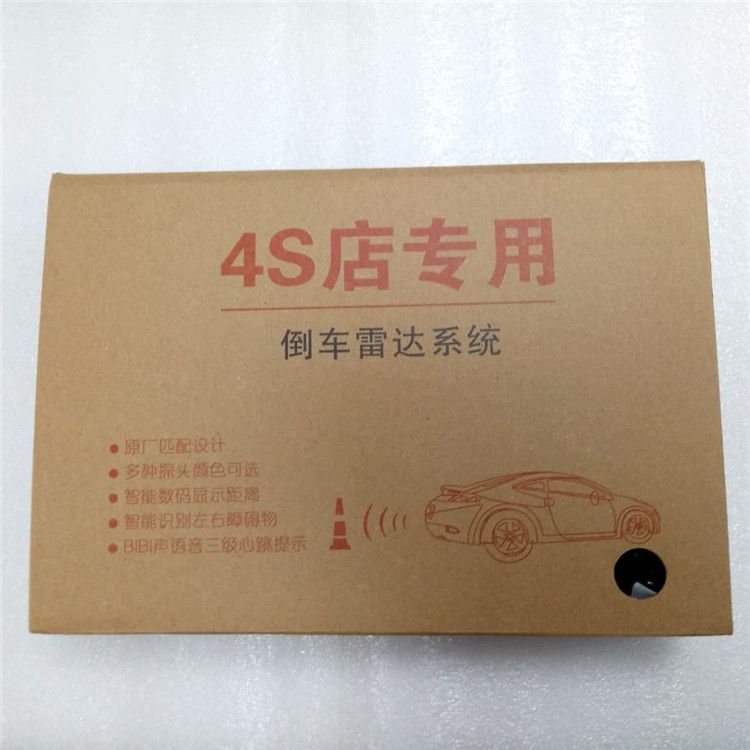 4S店专用
倒车雷达系统
● 原厂匹配设计
● 多种探头颜色可选
● 智能数码显示距离
● 智能识别左右障碍物
● BIBI声语音三级心跳提示